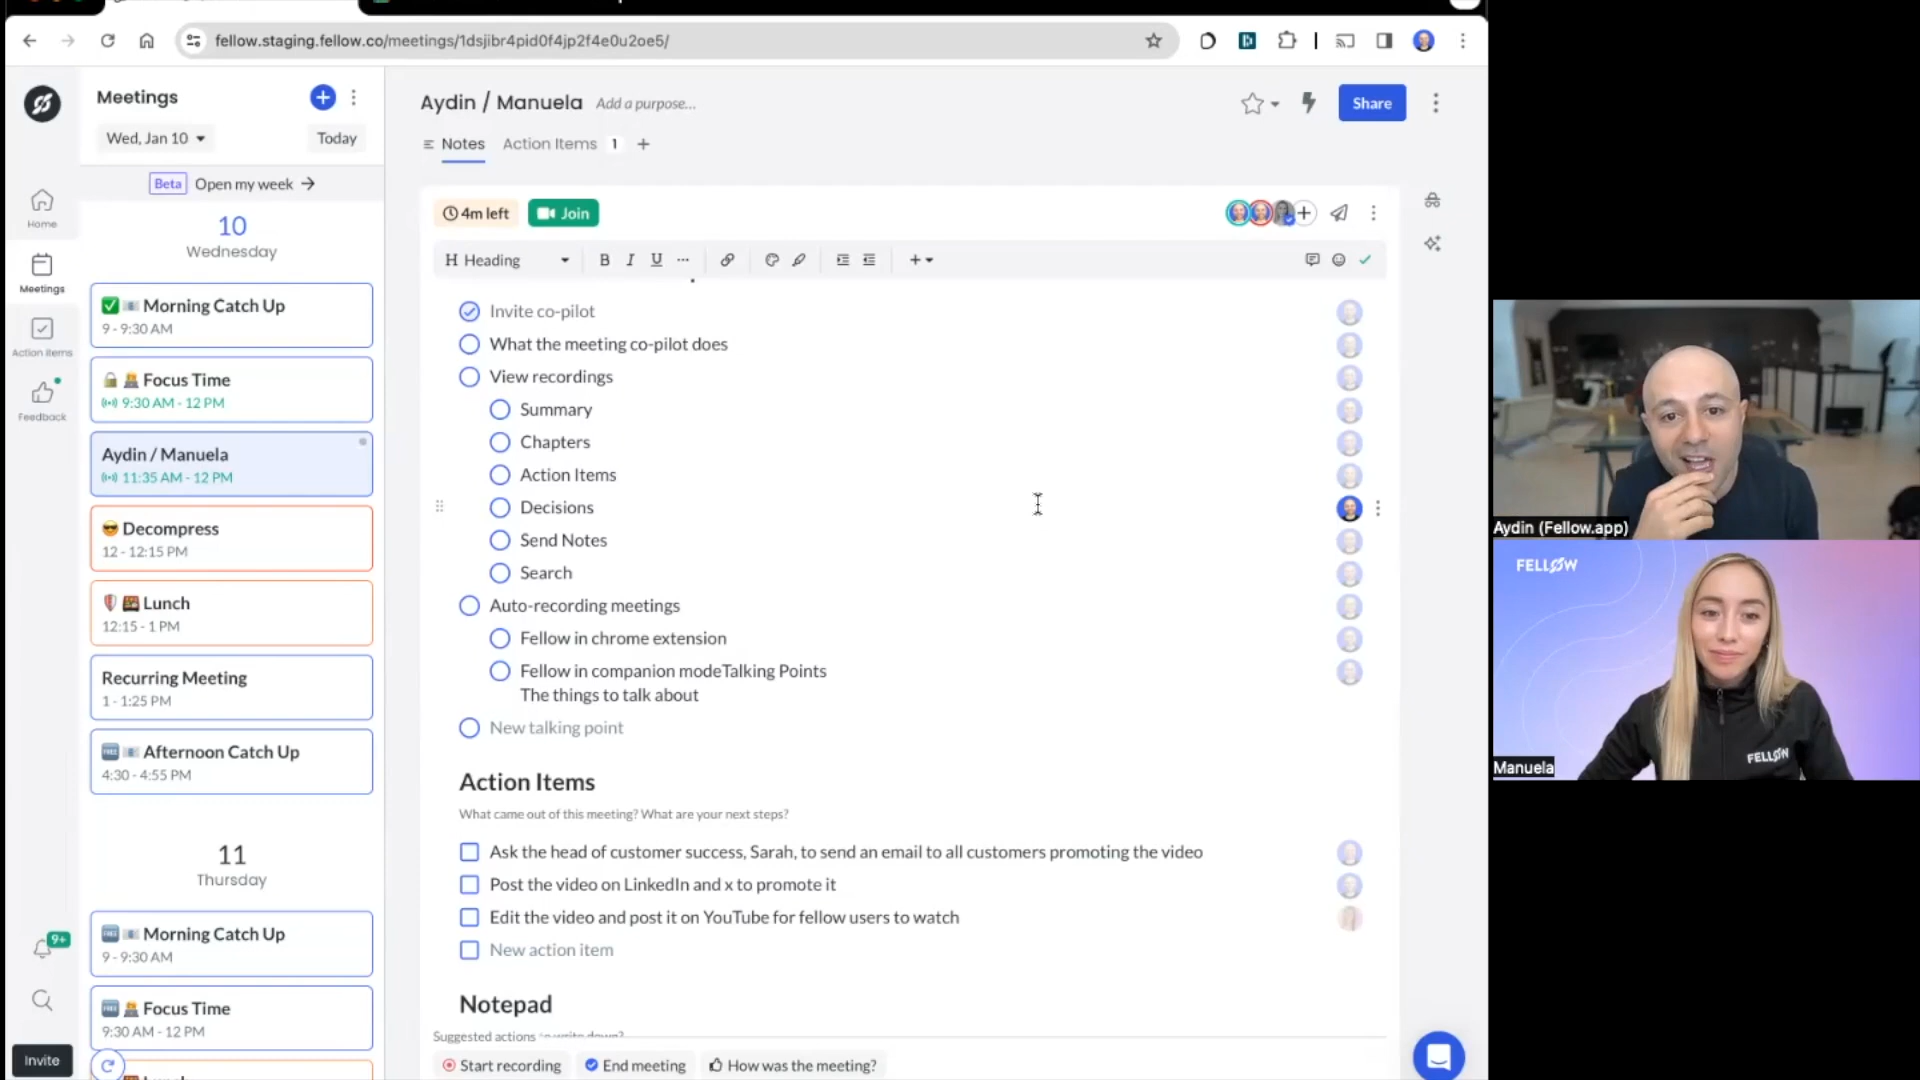 fellow.staging.fellow.co/meetings/1dsjibr4pid0f4jp2f4e0u2oe5/
Meetings
Wed, Jan 10
Today
Beta Open my week
10
Wednesday
Morning Catch Up
9 - 9:30 AM
Focus Time
9:30 AM - 12 PM
Aydin / Manuela
11:35 AM - 12 PM
Decompress
12 - 12:15 PM
Lunch
12:15 - 1 PM
Recurring Meeting
1 - 1:25 PM
Afternoon Catch Up
4:30 - 4:55 PM
11
Thursday
Morning Catch Up
9 - 9:30 AM
Focus Time
9:30 AM - 12 PM
Home
Meetings
Action Items
Feedback
9+
Invite
Aydin / Manuela Add a purpose...
Share
Notes Action Items 1
4m left Join
H Heading B I U
Invite co-pilot
What the meeting co-pilot does
View recordings
Summary
Chapters
Action Items
Decisions
Send Notes
Search
Auto-recording meetings
Fellow in chrome extension
Fellow in companion modeTalking Points
The things to talk about
New talking point
Action Items
What came out of this meeting? What are your next steps?
Ask the head of customer success, Sarah, to send an email to all customers promoting the video
Post the video on LinkedIn and x to promote it
Edit the video and post it on YouTube for fellow users to watch
New action item
Notepad
Suggested actions
Start recording End meeting How was the meeting?
Aydin (Fellow.app)
FELLOW
FELLOW
Manuela